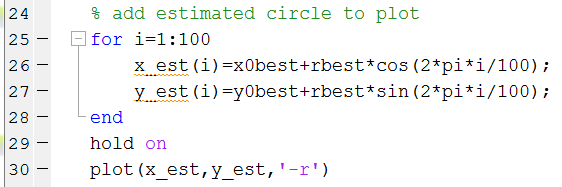 24 % add estimated circle to plot
25 – for i=1:100
26 – x_est(i)=x0best+rbest*cos(2*pi*i/100);
27 – y_est(i)=y0best+rbest*sin(2*pi*i/100);
28 – end
29 – hold on
30 – plot(x_est,y_est,'-r')